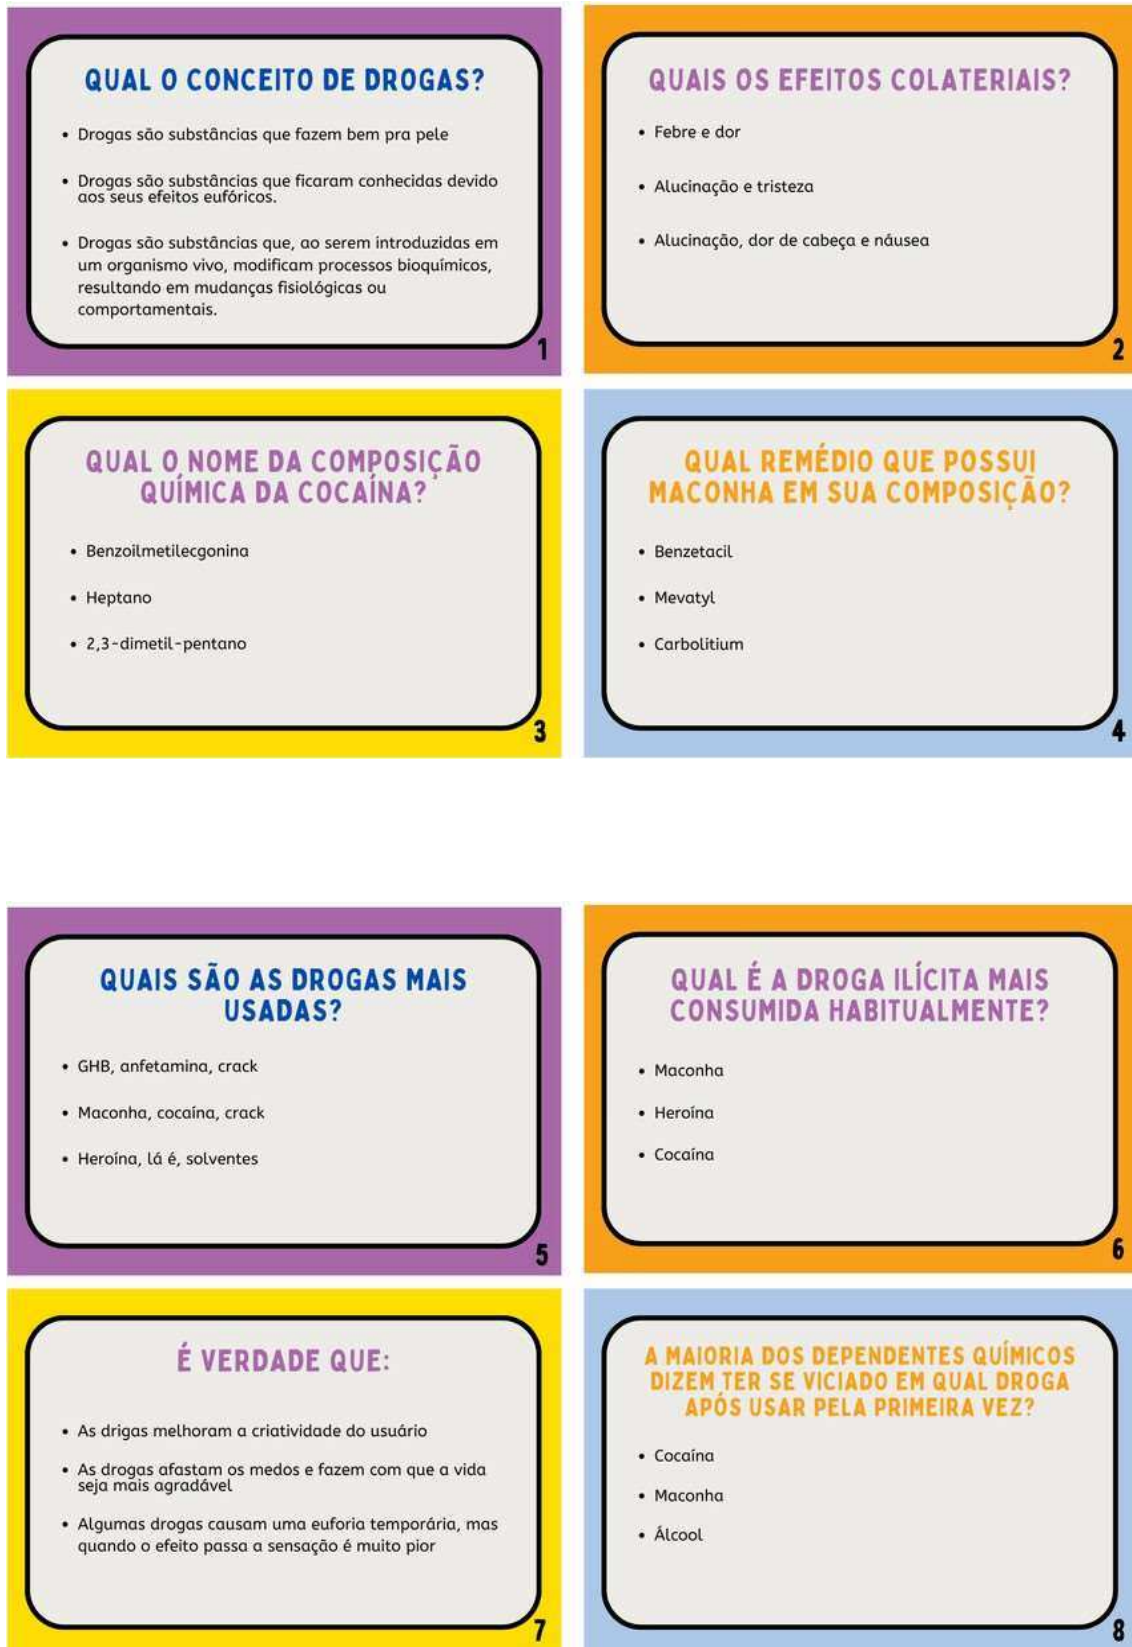 QUAL O CONCEITO DE DROGAS?
• Drogas são substâncias que fazem bem pra pele
• Drogas são substâncias que ficaram conhecidas devido
aos seus efeitos eufóricos.
• Drogas são substâncias que, ao serem introduzidas em
um organismo vivo, modificam processos bioquímicos,
resultando em mudanças fisiológicas ou
comportamentais.
1
QUAIS OS EFEITOS COLATERIAIS?
• Febre e dor
• Alucinação e tristeza
• Alucinação, dor de cabeça e náusea
2
QUAL O NOME DA COMPOSIÇÃO
QUÍMICA DA COCAÍNA?
• Benzoilmetilecgonina
• Heptano
• 2,3-dimetil-pentano
3
QUAL REMÉDIO QUE POSSUI
MACONHA EM SUA COMPOSIÇÃO?
• Benzetacil
• Mevatyl
• Carbolitium
4
QUAIS SÃO AS DROGAS MAIS
USADAS?
• GHB, anfetamina, crack
• Maconha, cocaína, crack
• Heroína, lá é, solventes
5
QUAL É A DROGA ILÍCITA MAIS
CONSUMIDA HABITUALMENTE?
• Maconha
• Heroína
• Cocaína
6
É VERDADE QUE:
• As drigas melhoram a criatividade do usuário
• As drogas afastam os medos e fazem com que a vida
seja mais agradável
• Algumas drogas causam uma euforia temporária, mas
quando o efeito passa a sensação é muito pior
7
A MAIORIA DOS DEPENDENTES QUÍMICOS
DIZEM TER SE VICIADO EM QUAL DROGA
APÓS USAR PELA PRIMEIRA VEZ?
• Cocaína
• Maconha
• Álcool
8